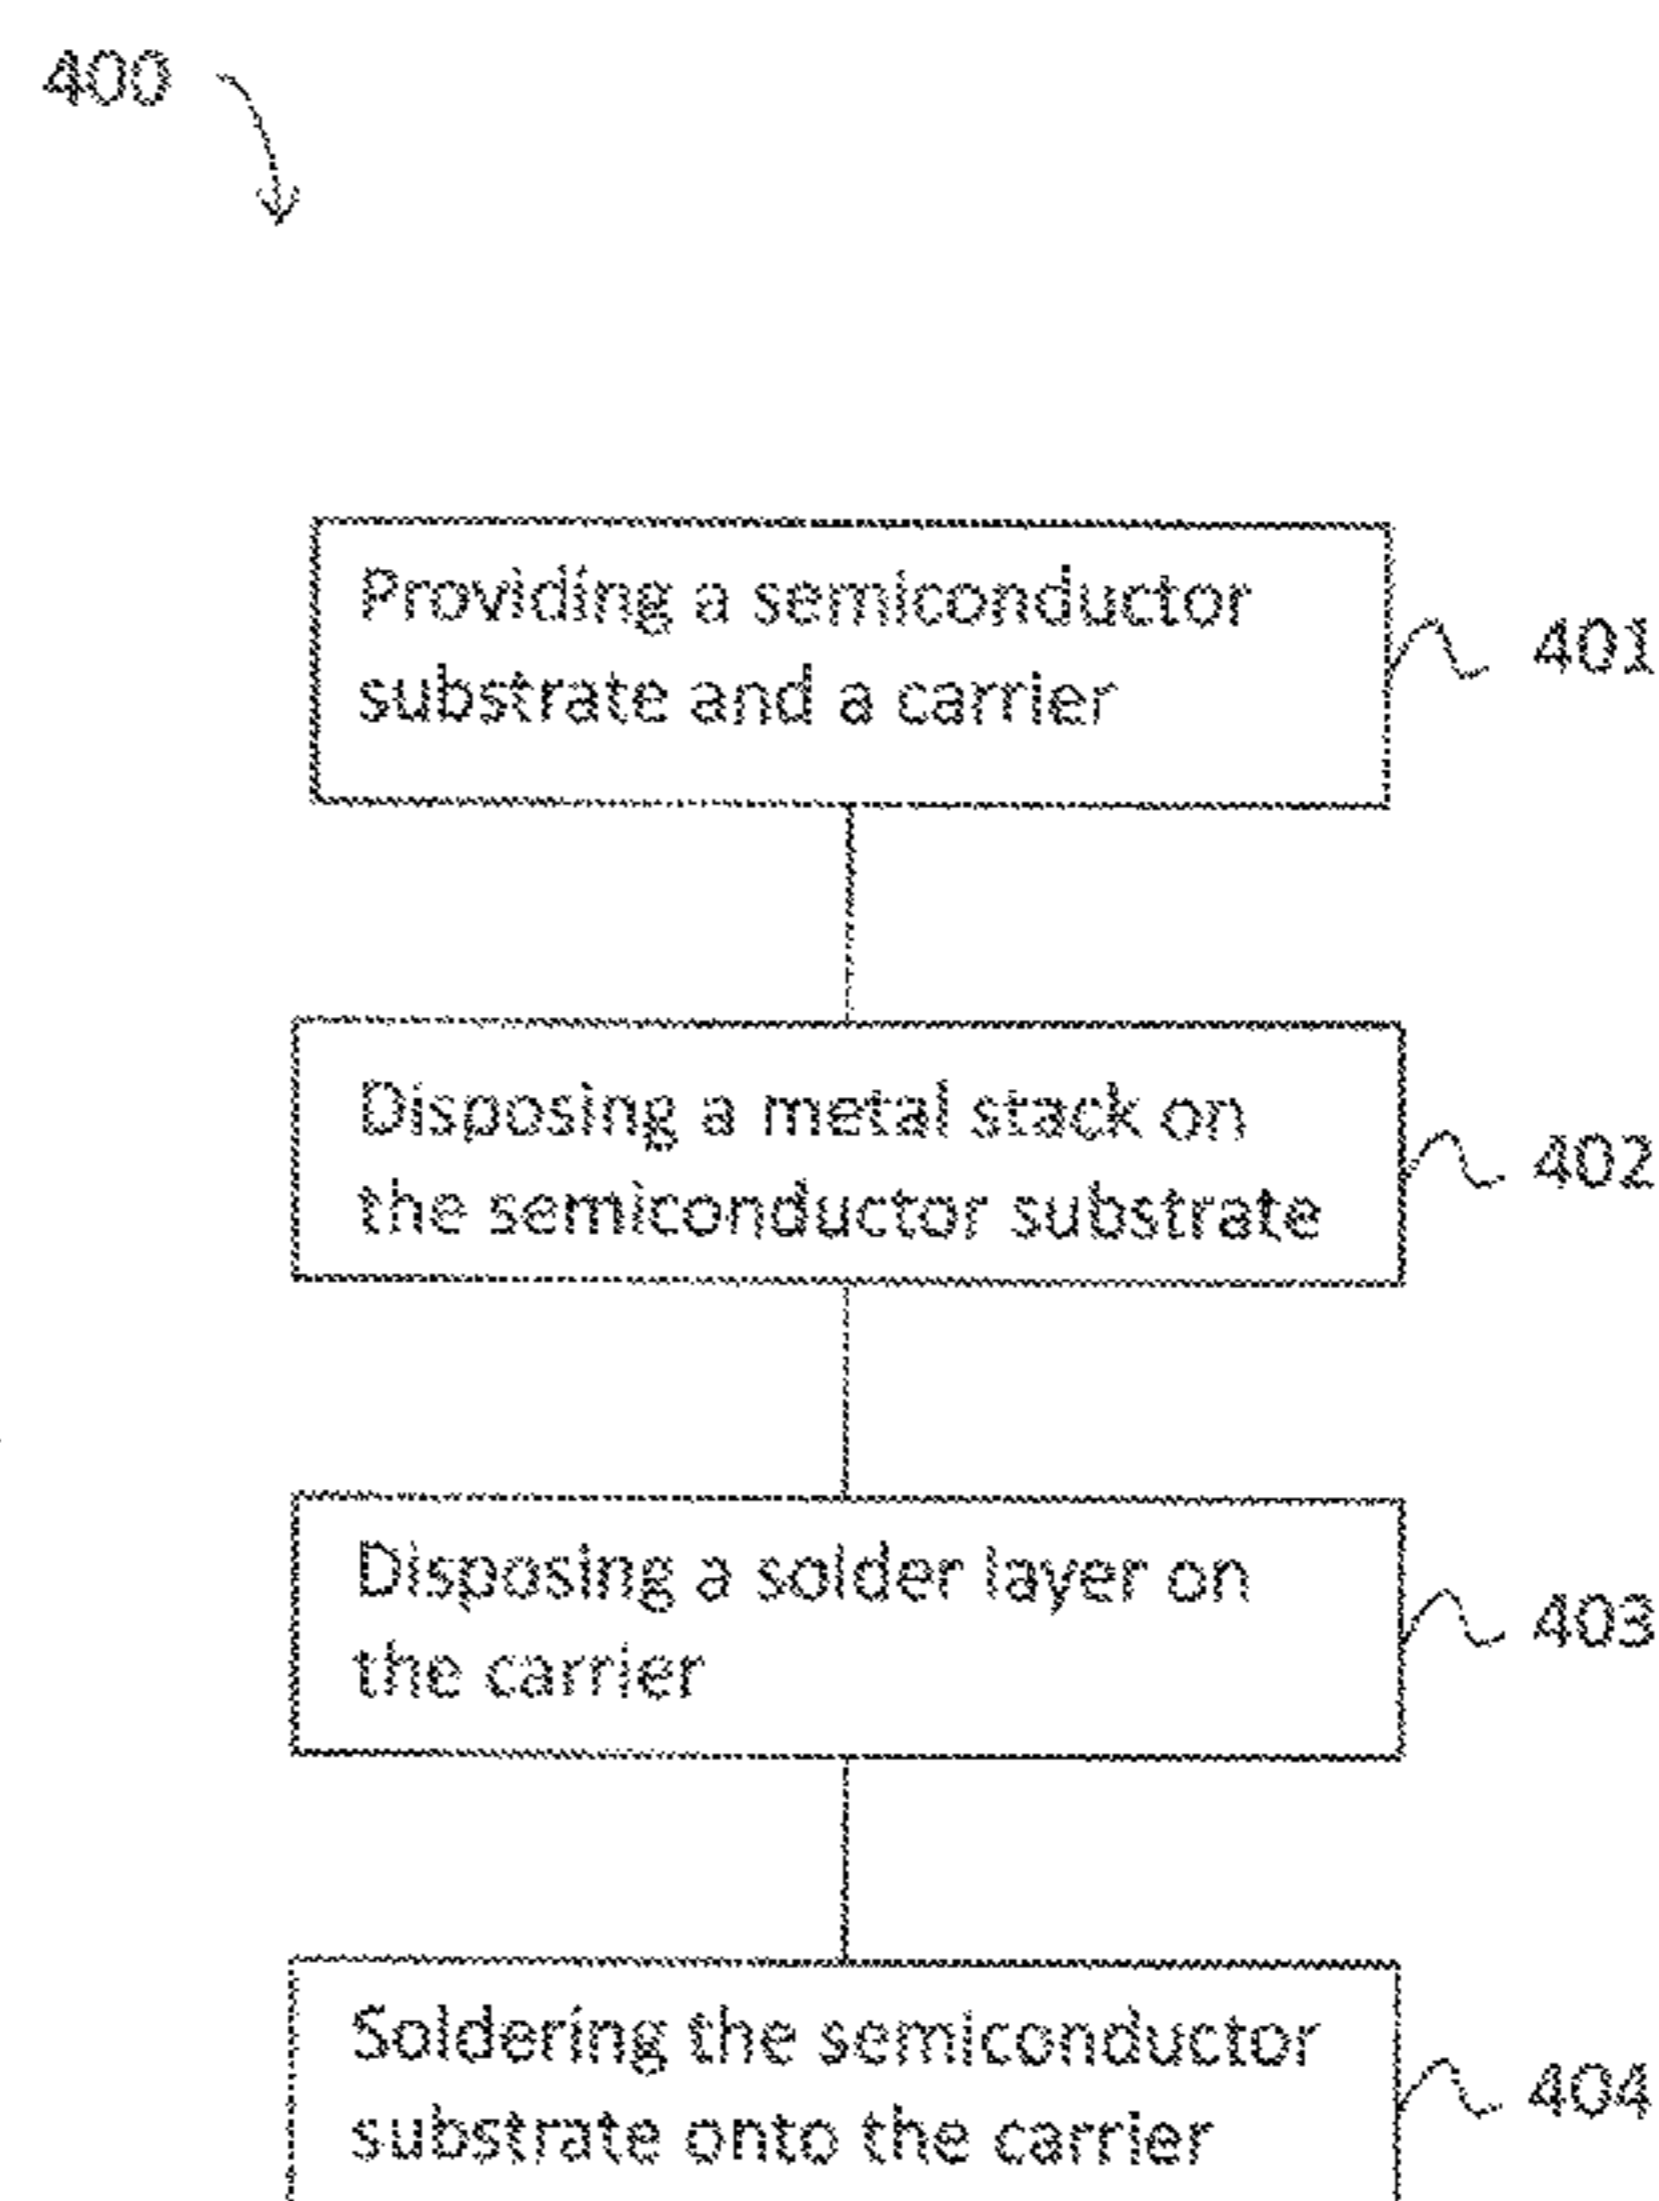 400
Providing a semiconductor
substrate and a carrier
401
Disposing a metal stack on
the semiconductor substrate
402
Disposing a solder layer on
the carrier
403
Soldering the semiconductor
substrate onto the carrier
404